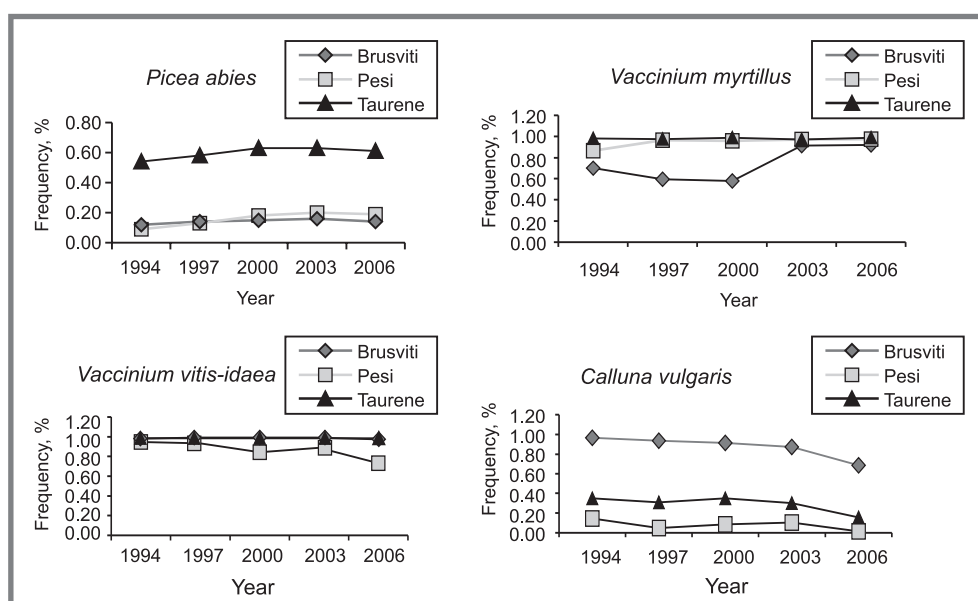 Picea abies
Brusviti
Pesi
Taurene
Frequency, %
0.80
0.60
0.40
0.20
0.00
1994 1997 2000 2003 2006
Year
Vaccinium myrtillus
Brusviti
Pesi
Taurene
Frequency, %
1.20
1.00
0.80
0.60
0.40
0.20
0.00
1994 1997 2000 2003 2006
Year
Vaccinium vitis-idaea
Brusviti
Pesi
Taurene
Frequency, %
1.20
1.00
0.80
0.60
0.40
0.20
0.00
1994 1997 2000 2003 2006
Year
Calluna vulgaris
Brusviti
Pesi
Taurene
Frequency, %
1.20
1.00
0.80
0.60
0.40
0.20
0.00
1994 1997 2000 2003 2006
Year